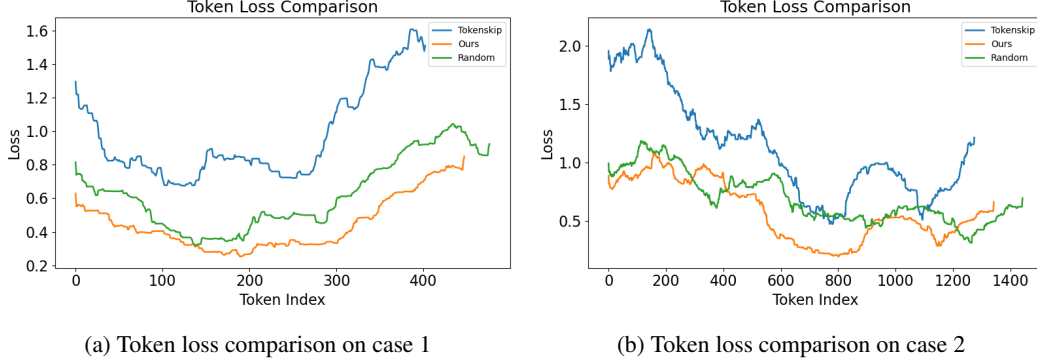 Token Loss Comparison
1.6
1.4
1.2
1.0
0.8
0.6
0.4
0.2
Loss
0
100
200
300
400
Token Index
Tokenskip
Ours
Random
(a) Token loss comparison on case 1
Token Loss Comparison
2.0
1.5
1.0
0.5
Loss
0
200
400
600
800
1000
1200
1400
Token Index
Tokenskip
Ours
Random
(b) Token loss comparison on case 2